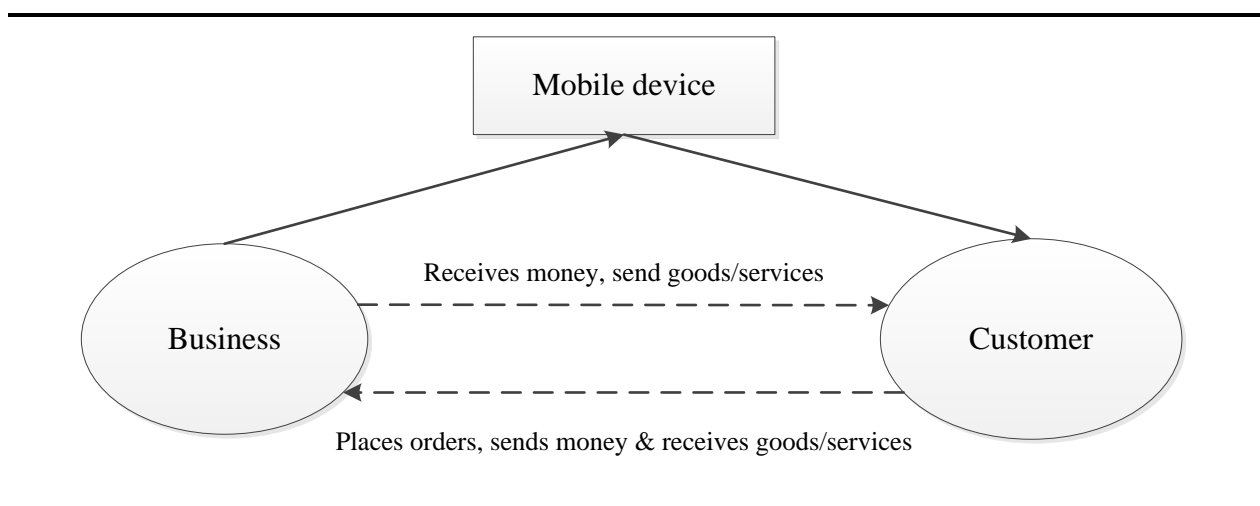 Mobile device
Receives money, send goods/services
Business
Customer
Places orders, sends money & receives goods/services